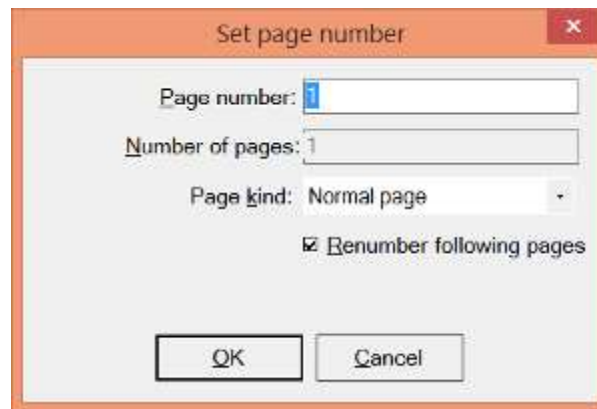 Set page number
Page number: 1
Number of pages: 1
Page kind: Normal page
Renumber following pages
OK Cancel